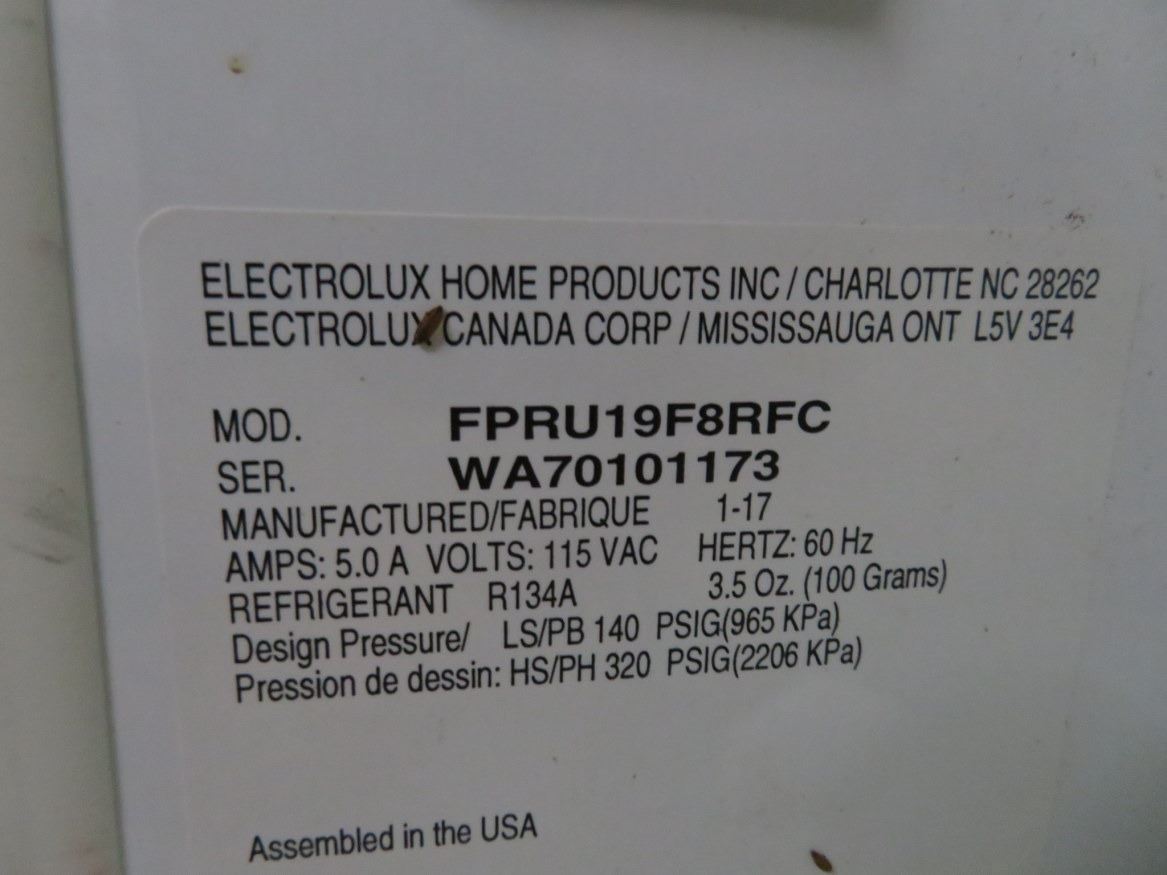 ELECTROLUX HOME PRODUCTS INC / CHARLOTTE NC 28262
ELECTROLUX CANADA CORP / MISSISSAUGA ONT L5V 3E4
MOD. FPRU19F8RFC
SER. WA70101173
MANUFACTURED/FABRIQUE 1-17
AMPS: 5.0 A VOLTS: 115 VAC HERTZ: 60 Hz
REFRIGERANT R134A 3.5 Oz. (100 Grams)
Design Pressure/ LS/PB 140 PSIG(965 KPa)
Pression de dessin: HS/PH 320 PSIG(2206 KPa)
Assembled in the USA